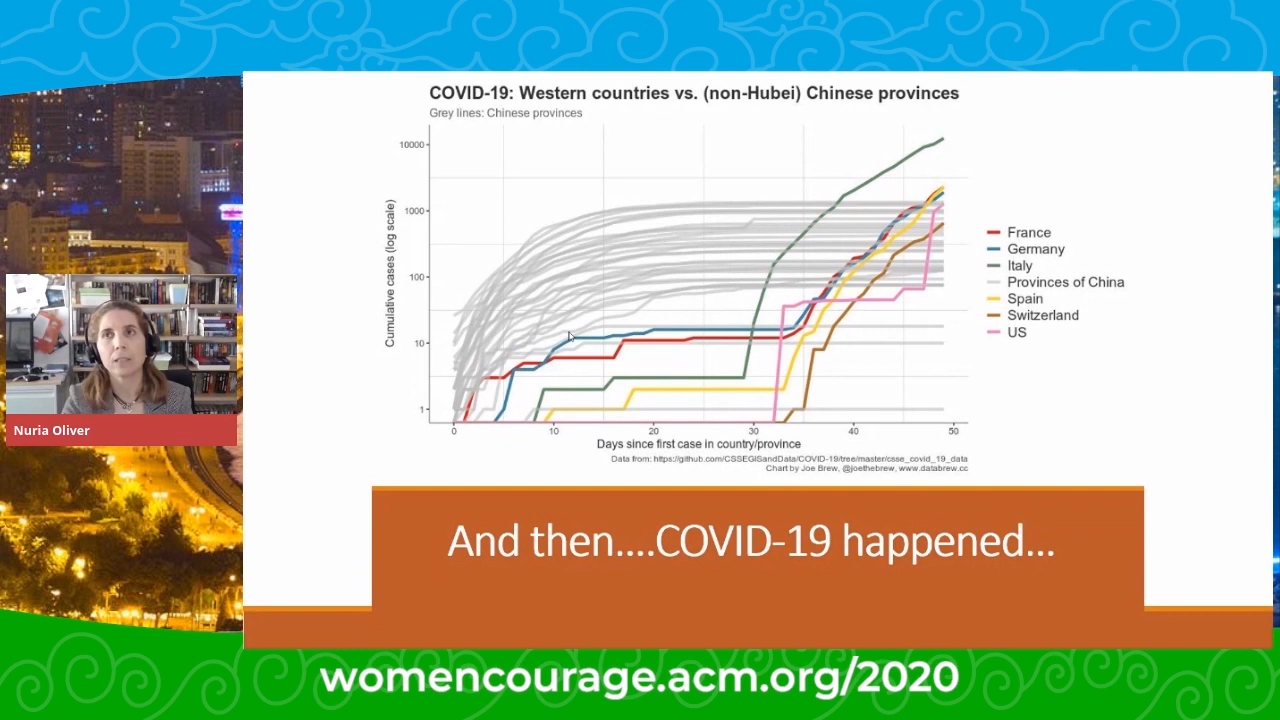 COVID-19: Western countries vs. (non-Hubei) Chinese provinces
Grey lines: Chinese provinces
Cumulative cases (log scale)
10000
1000
100
10
1
0
10
20
30
40
50
Days since first case in country/province
Data from: https://github.com/CSSEGISandData/COVID-19/tree/master/csse_covid_19_data
Chart by Joe Brew, @joethebrew, www.databrew.cc
France
Germany
Italy
Provinces of China
Spain
Switzerland
US
Nuria Oliver
And then....COVID-19 happened...
womencourage.acm.org/2020